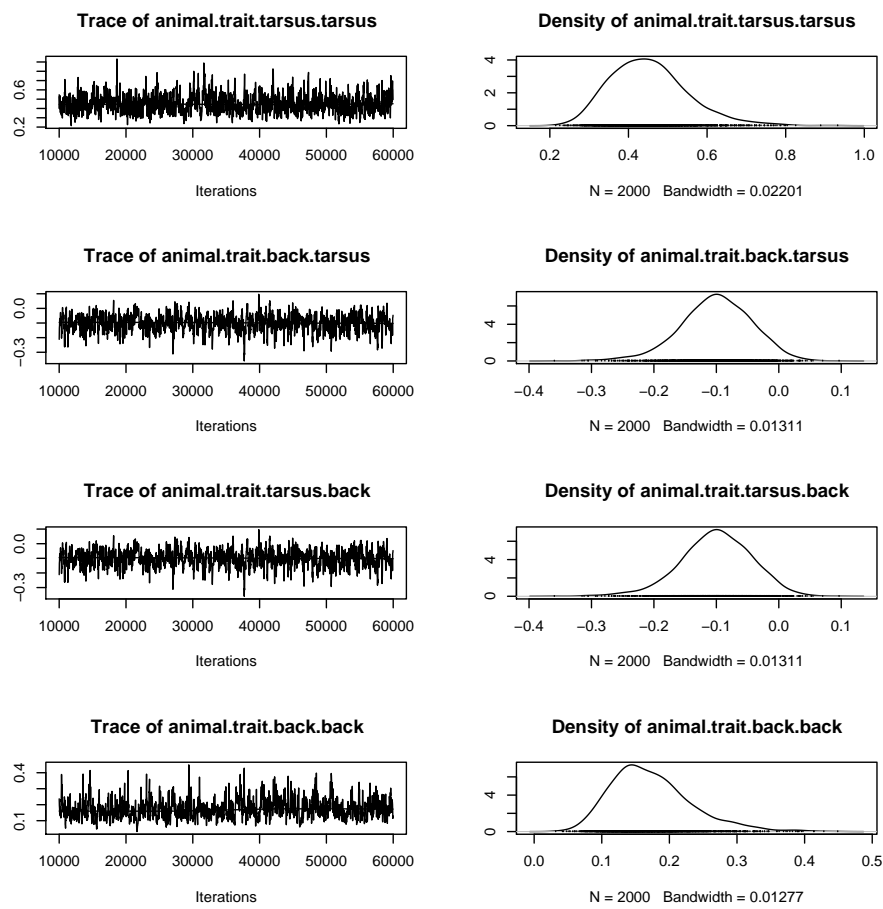 Trace of animal.trait.tarsus.tarsus
0.2 0.6
10000 20000 30000 40000 50000 60000
Iterations
Density of animal.trait.tarsus.tarsus
0 2 4
0.2 0.4 0.6 0.8 1.0
N = 2000 Bandwidth = 0.02201
Trace of animal.trait.back.tarsus
−0.3 0.0
10000 20000 30000 40000 50000 60000
Iterations
Density of animal.trait.back.tarsus
0 4
−0.4 −0.3 −0.2 −0.1 0.0 0.1
N = 2000 Bandwidth = 0.01311
Trace of animal.trait.tarsus.back
−0.3 0.0
10000 20000 30000 40000 50000 60000
Iterations
Density of animal.trait.tarsus.back
0 4
−0.4 −0.3 −0.2 −0.1 0.0 0.1
N = 2000 Bandwidth = 0.01311
Trace of animal.trait.back.back
0.1 0.4
10000 20000 30000 40000 50000 60000
Iterations
Density of animal.trait.back.back
0 4
0.0 0.1 0.2 0.3 0.4 0.5
N = 2000 Bandwidth = 0.01277